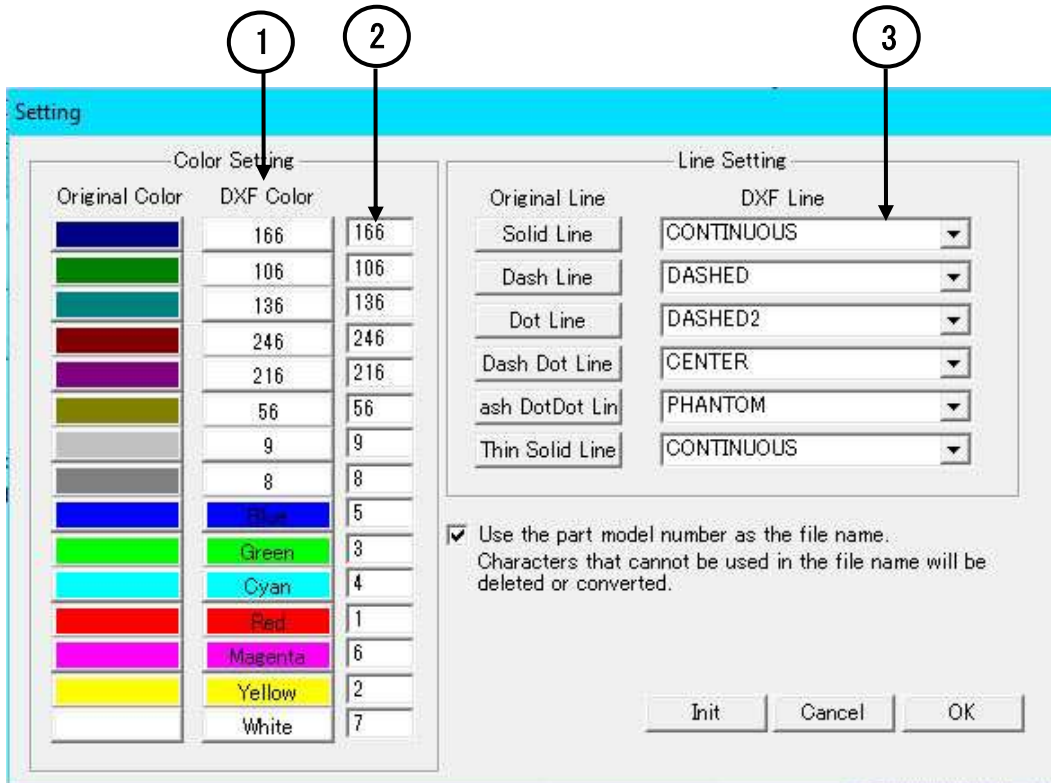 1
2
3
Setting
Color Setting
Original Color DXF Color
166 166
106 106
136 136
246 246
216 216
56 56
9 9
8 8
Blue 5
Green 3
Cyan 4
Red 1
Magenta 6
Yellow 2
White 7
Line Setting
Original Line DXF Line
Solid Line CONTINUOUS
Dash Line DASHED
Dot Line DASHED2
Dash Dot Line CENTER
ash DotDot Lin PHANTOM
Thin Solid Line CONTINUOUS
Use the part model number as the file name.
Characters that cannot be used in the file name will be
deleted or converted.
Init Cancel OK